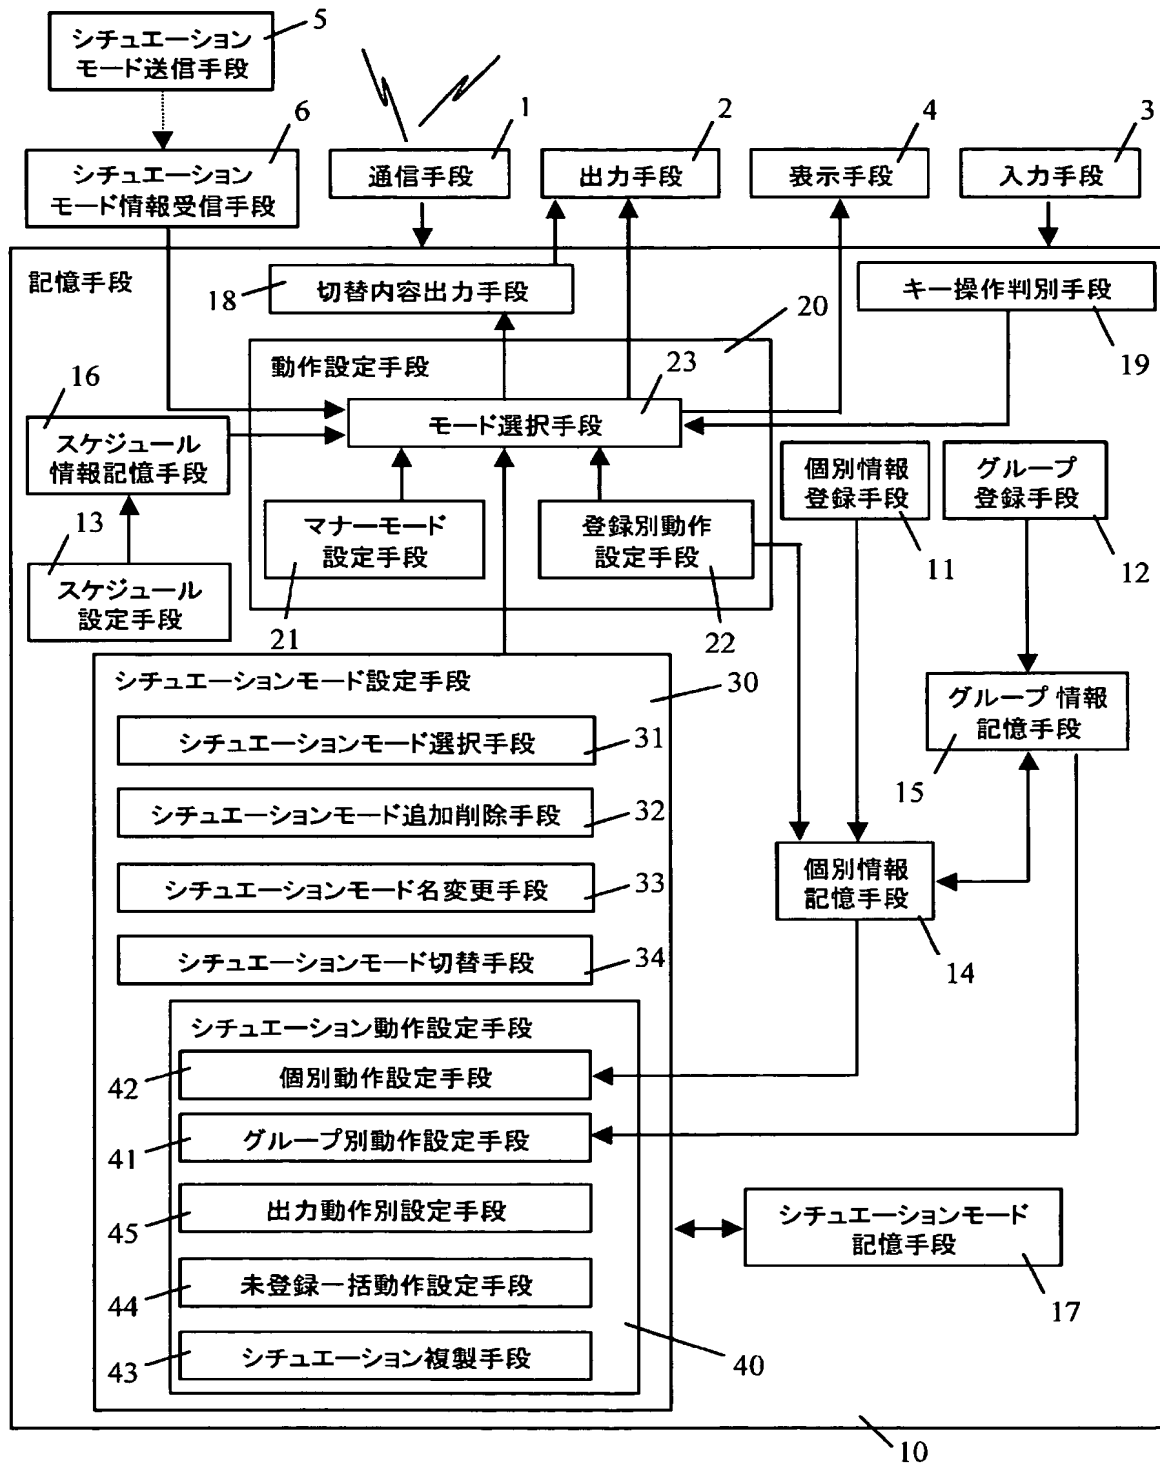 シチュエーション
モード送信手段
5
6
シチュエーション
モード情報受信手段
1
通信手段
2
出力手段
4
表示手段
3
入力手段
記憶手段
18
切替内容出力手段
キー操作判別手段
19
20
動作設定手段
23
モード選択手段
16
スケジュール
情報記憶手段
13
スケジュール
設定手段
マナーモード
設定手段
21
登録別動作
設定手段
22
個別情報
登録手段
11
グループ
登録手段
12
シチュエーションモード設定手段
30
グループ情報
記憶手段
15
シチュエーションモード選択手段
31
シチュエーションモード追加削除手段
32
シチュエーションモード名変更手段
33
シチュエーションモード切替手段
34
個別情報
記憶手段
14
シチュエーション動作設定手段
42
個別動作設定手段
41
グループ別動作設定手段
45
出力動作別設定手段
44
未登録一括動作設定手段
43
シチュエーション複製手段
40
シチュエーションモード
記憶手段
17
10